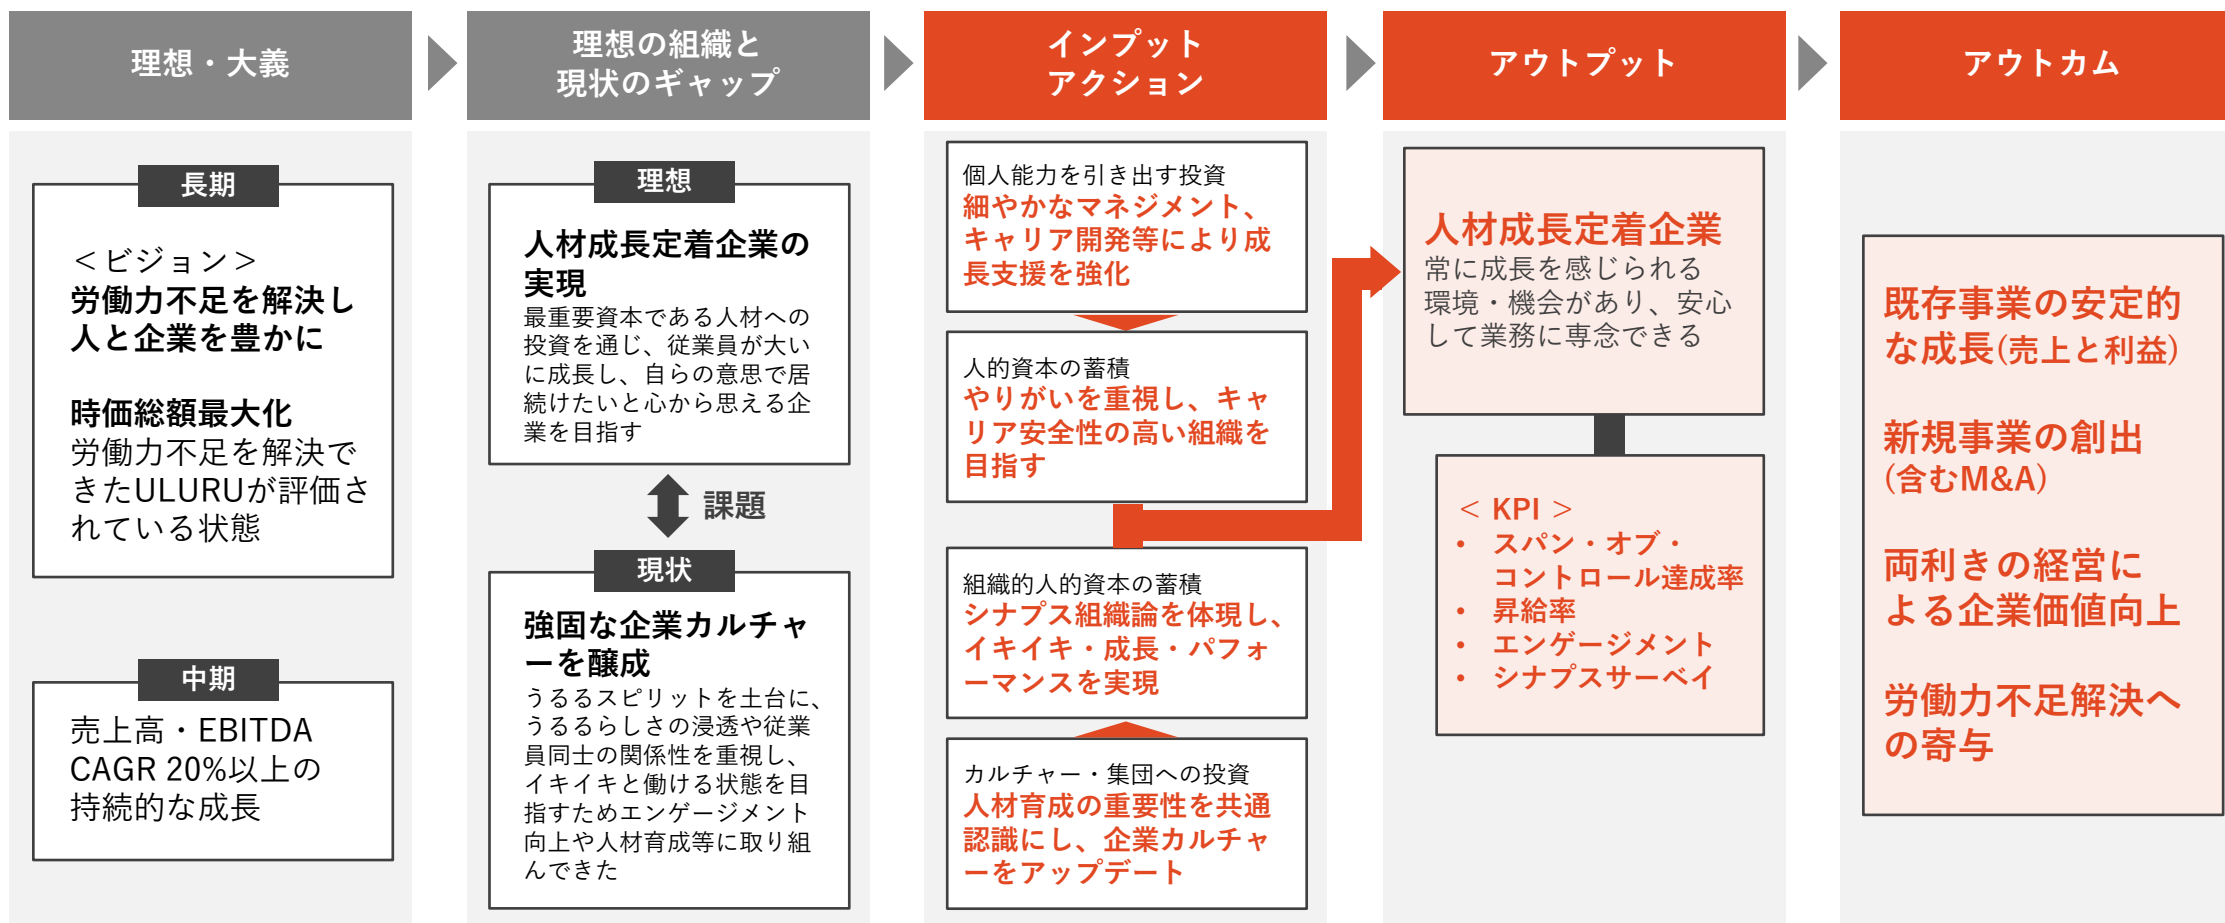 理想・大義
長期
＜ビジョン＞
労働力不足を解決し
人と企業を豊かに
時価総額最大化
労働力不足を解決で
きたULURUが評価さ
れている状態
中期
売上高・EBITDA
CAGR 20%以上の
持続的な成長
理想の組織と
現状のギャップ
理想
人材成長定着企業の
実現
最重要資本である人材への
投資を通じ、従業員が大い
に成長し、自らの意思で居
続けたいと心から思える企
業を目指す
課題
現状
強固な企業カルチャ
ーを醸成
うるるスピリットを土台に、
うるるらしさの浸透や従業
員同士の関係性を重視し、
イキイキと働ける状態を目
指すためエンゲージメント
向上や人材育成等に取り組
んできた
インプット
アクション
個人能力を引き出す投資
細やかなマネジメント、
キャリア開発等により成
長支援を強化
人的資本の蓄積
やりがいを重視し、キャ
リア安全性の高い組織を
目指す
組織的人的資本の蓄積
シナプス組織論を体現し、
イキイキ・成長・パフォ
ーマンスを実現
カルチャー・集団への投資
人材育成の重要性を共通
認識にし、企業カルチャ
ーをアップデート
アウトプット
人材成長定着企業
常に成長を感じられる
環境・機会があり、安心
して業務に専念できる
＜ KPI ＞
• スパン・オブ・
コントロール達成率
• 昇給率
• エンゲージメント
• シナプスサーベイ
アウトカム
既存事業の安定的
な成長(売上と利益)
新規事業の創出
(含むM&A)
両利きの経営に
よる企業価値向上
労働力不足解決へ
の寄与